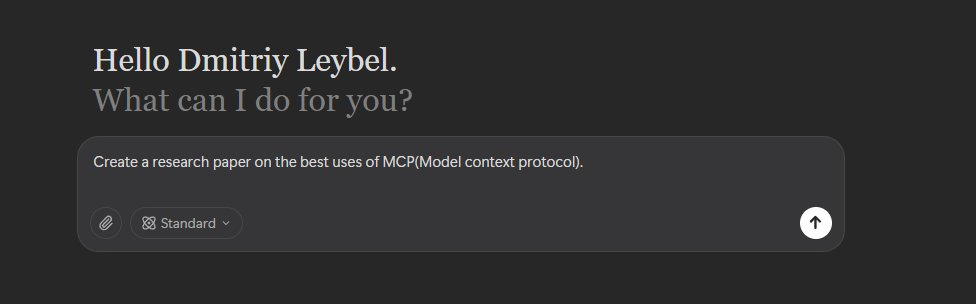 Hello Dmitriy Leybel.
What can I do for you?
Create a research paper on the best uses of MCP(Model context protocol).
Standard